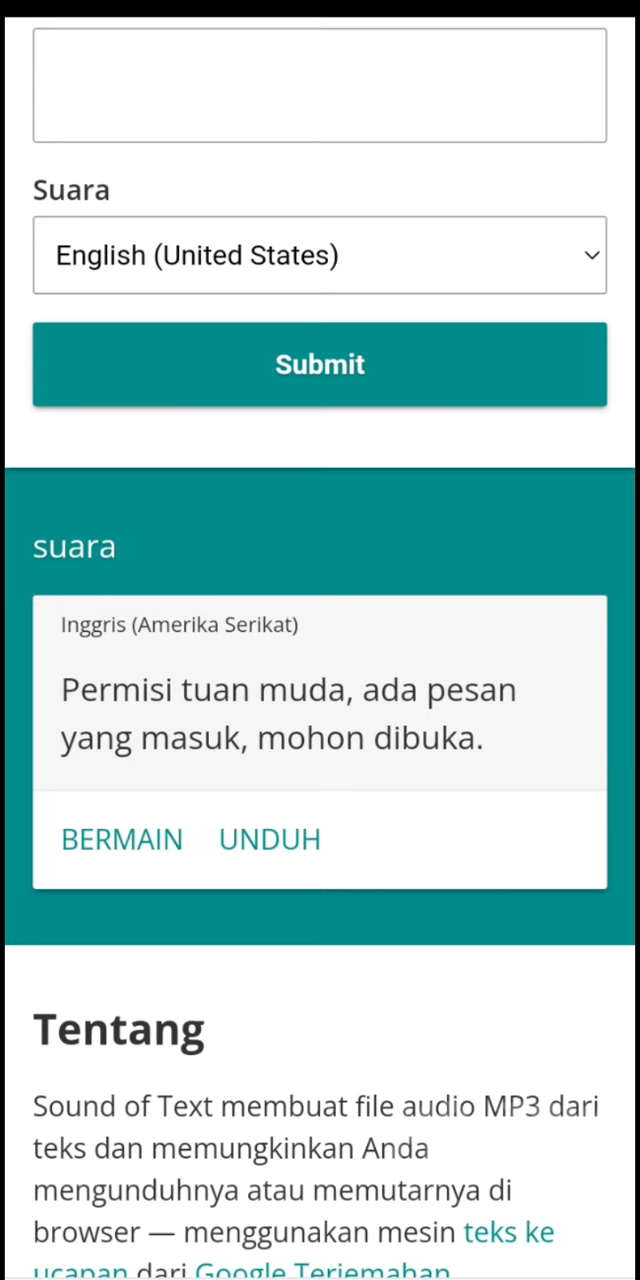 Suara
English (United States)
Submit
suara
Inggris (Amerika Serikat)
Permisi tuan muda, ada pesan
yang masuk, mohon dibuka.
BERMAIN UNDUH
Tentang
Sound of Text membuat file audio MP3 dari
teks dan memungkinkan Anda
mengunduhnya atau memutarnya di
browser — menggunakan mesin teks ke
ucapan dari Google Terjemahan